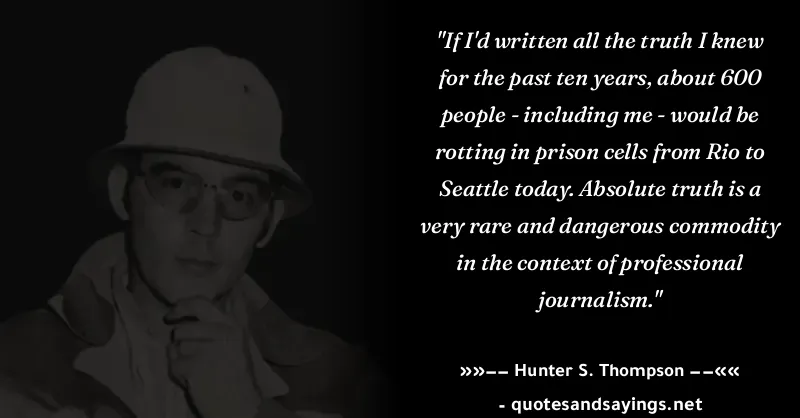 "If I'd written all the truth I knew
for the past ten years, about 600
people - including me - would be
rotting in prison cells from Rio to
Seattle today. Absolute truth is a
very rare and dangerous commodity
in the context of professional
journalism."
»»−− Hunter S. Thompson −−««
- quotesandsayings.net